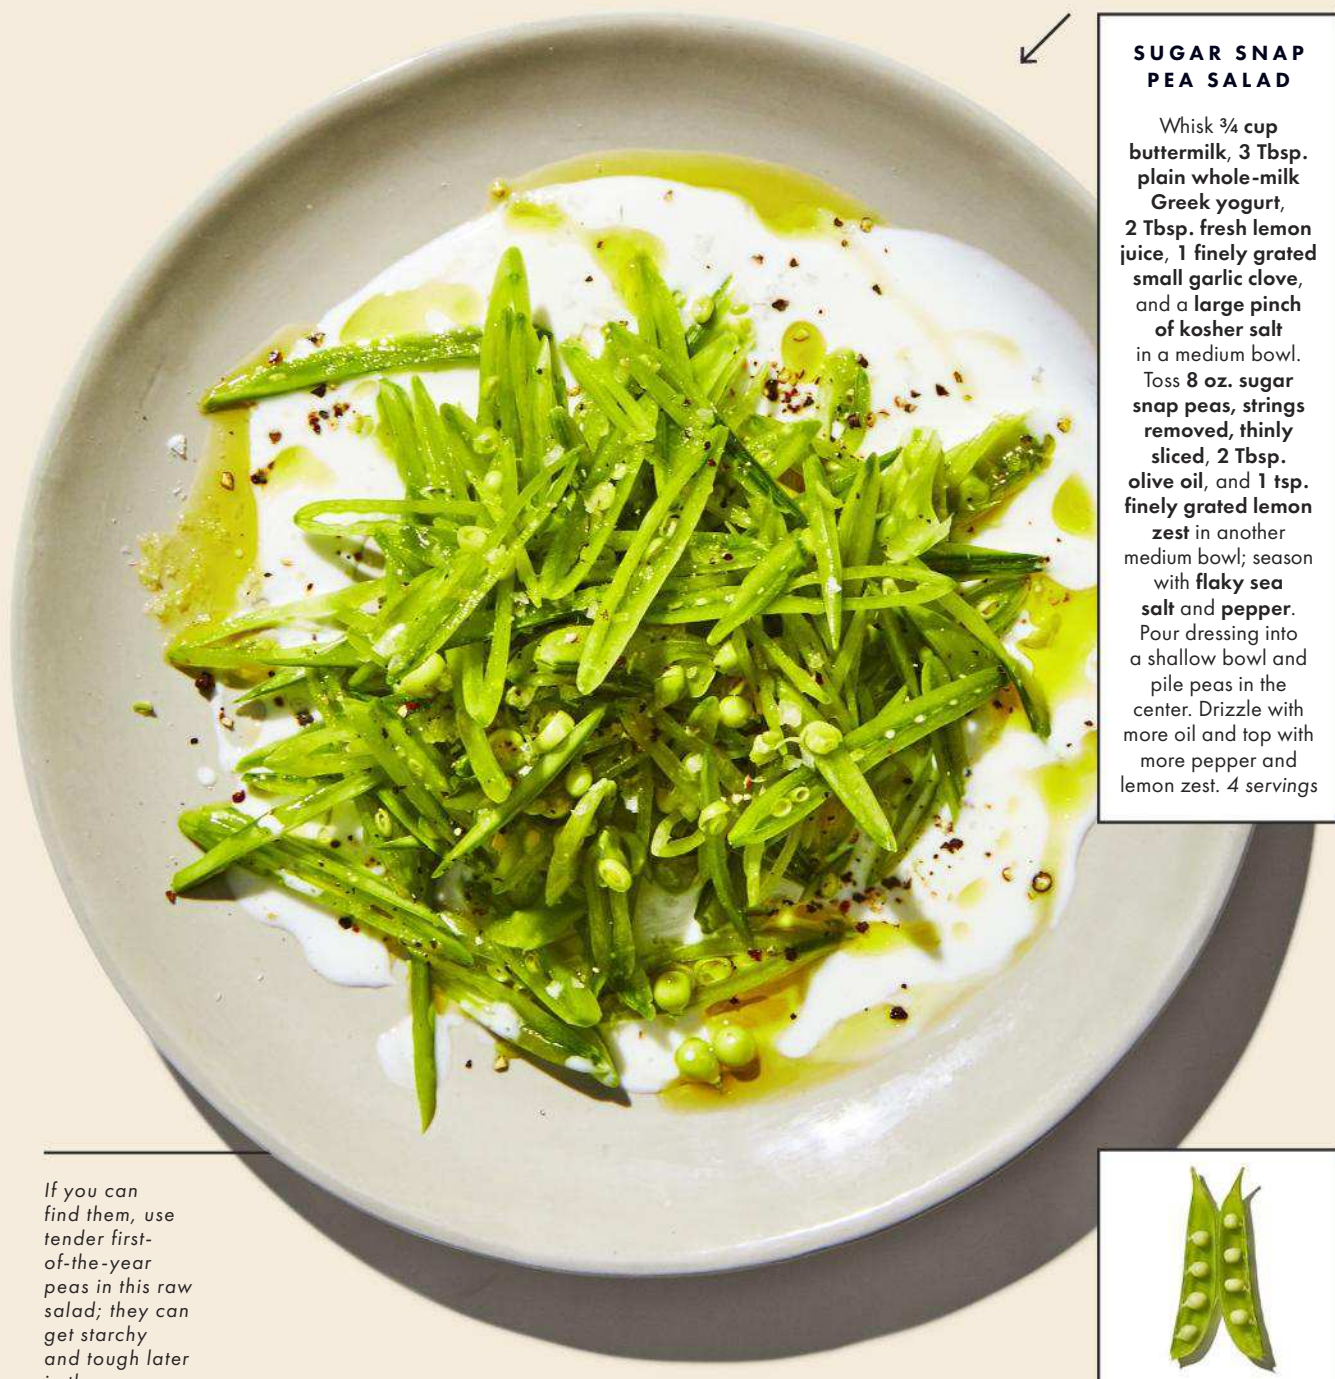 SUGAR SNAP
PEA SALAD
Whisk ¾ cup
buttermilk, 3 Tbsp.
plain whole-milk
Greek yogurt,
2 Tbsp. fresh lemon
juice, 1 finely grated
small garlic clove,
and a large pinch
of kosher salt
in a medium bowl.
Toss 8 oz. sugar
snap peas, strings
removed, thinly
sliced, 2 Tbsp.
olive oil, and 1 tsp.
finely grated lemon
zest in another
medium bowl; season
with flaky sea
salt and pepper.
Pour dressing into
a shallow bowl and
pile peas in the
center. Drizzle with
more oil and top with
more pepper and
lemon zest. 4 servings
If you can
find them, use
tender first-
of-the-year
peas in this raw
salad; they can
get starchy
and tough later